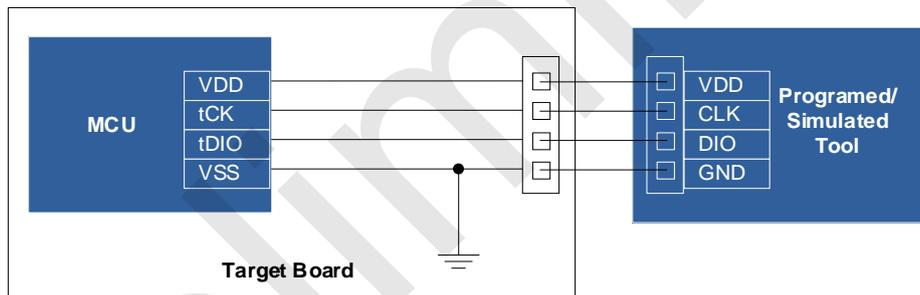 MCU
VDD
tCK
tDIO
VSS
Target Board
VDD
CLK
DIO
GND
Programed/
Simulated
Tool